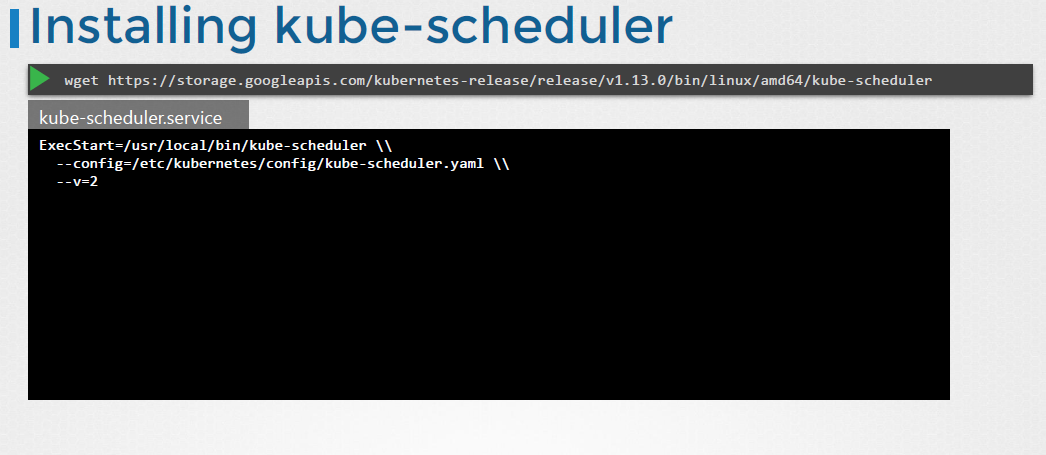 Installing kube-scheduler
wget https://storage.googleapis.com/kubernetes-release/release/v1.13.0/bin/linux/amd64/kube-scheduler
kube-scheduler.service
ExecStart=/usr/local/bin/kube-scheduler \\
--config=/etc/kubernetes/config/kube-scheduler.yaml \\
--v=2